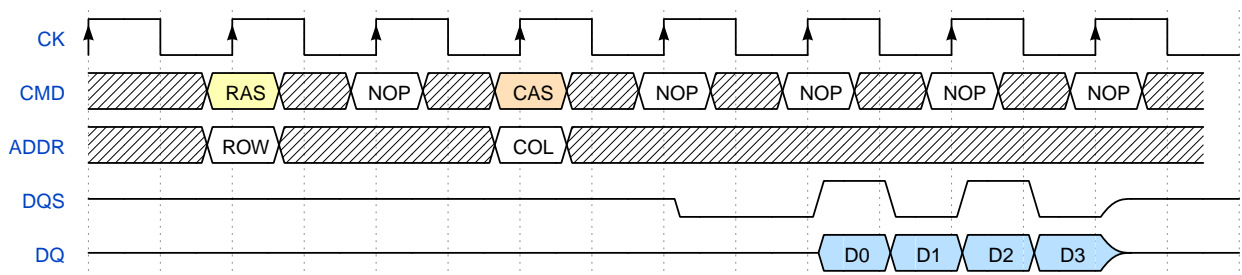 CK
CMD RAS NOP CAS NOP NOP NOP NOP
ADDR ROW COL
DQS
DQ D0 D1 D2 D3